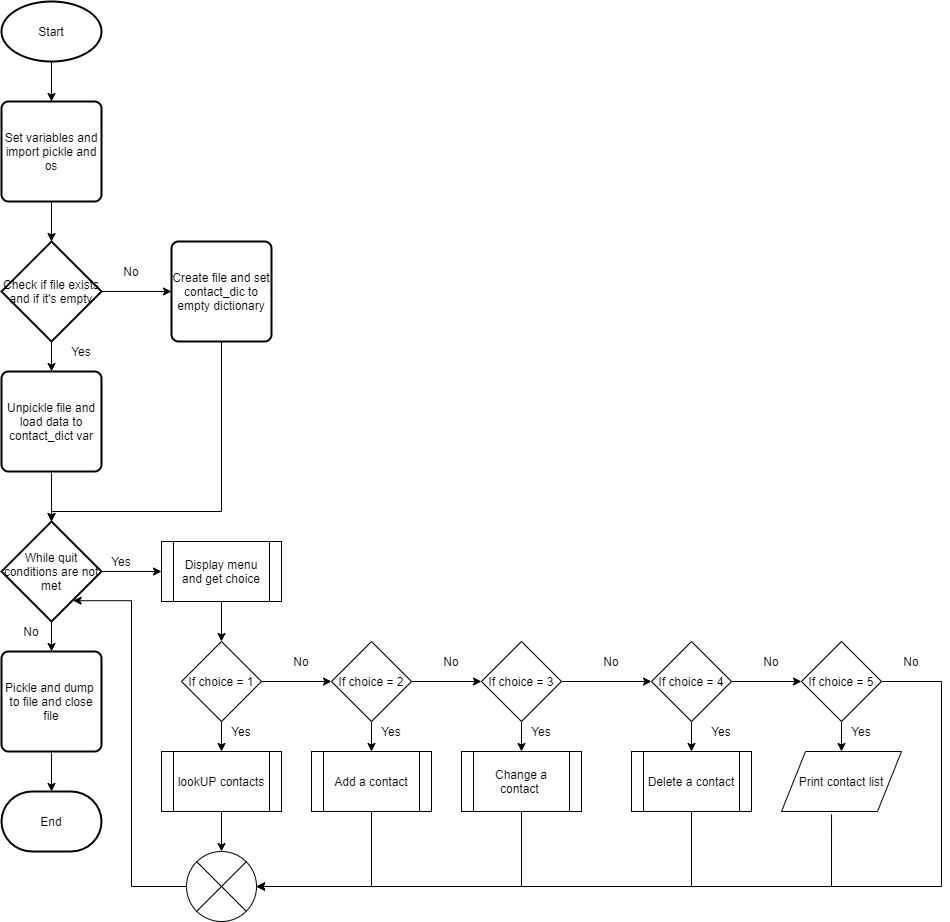 Start
Set variables and
import pickle and
os
Check if file exists
and if it's empty
No
Create file and set
contact_dic to
empty dictionary
Yes
Unpickle file and
load data to
contact_dict var
While quit
conditions are not
met
Yes
Display menu
and get choice
No
Pickle and dump
to file and close
file
End
If choice = 1
No
If choice = 2
No
If choice = 3
No
If choice = 4
No
If choice = 5
No
Yes
Yes
Yes
Yes
Yes
lookUP contacts
Add a contact
Change a
contact
Delete a contact
Print contact list